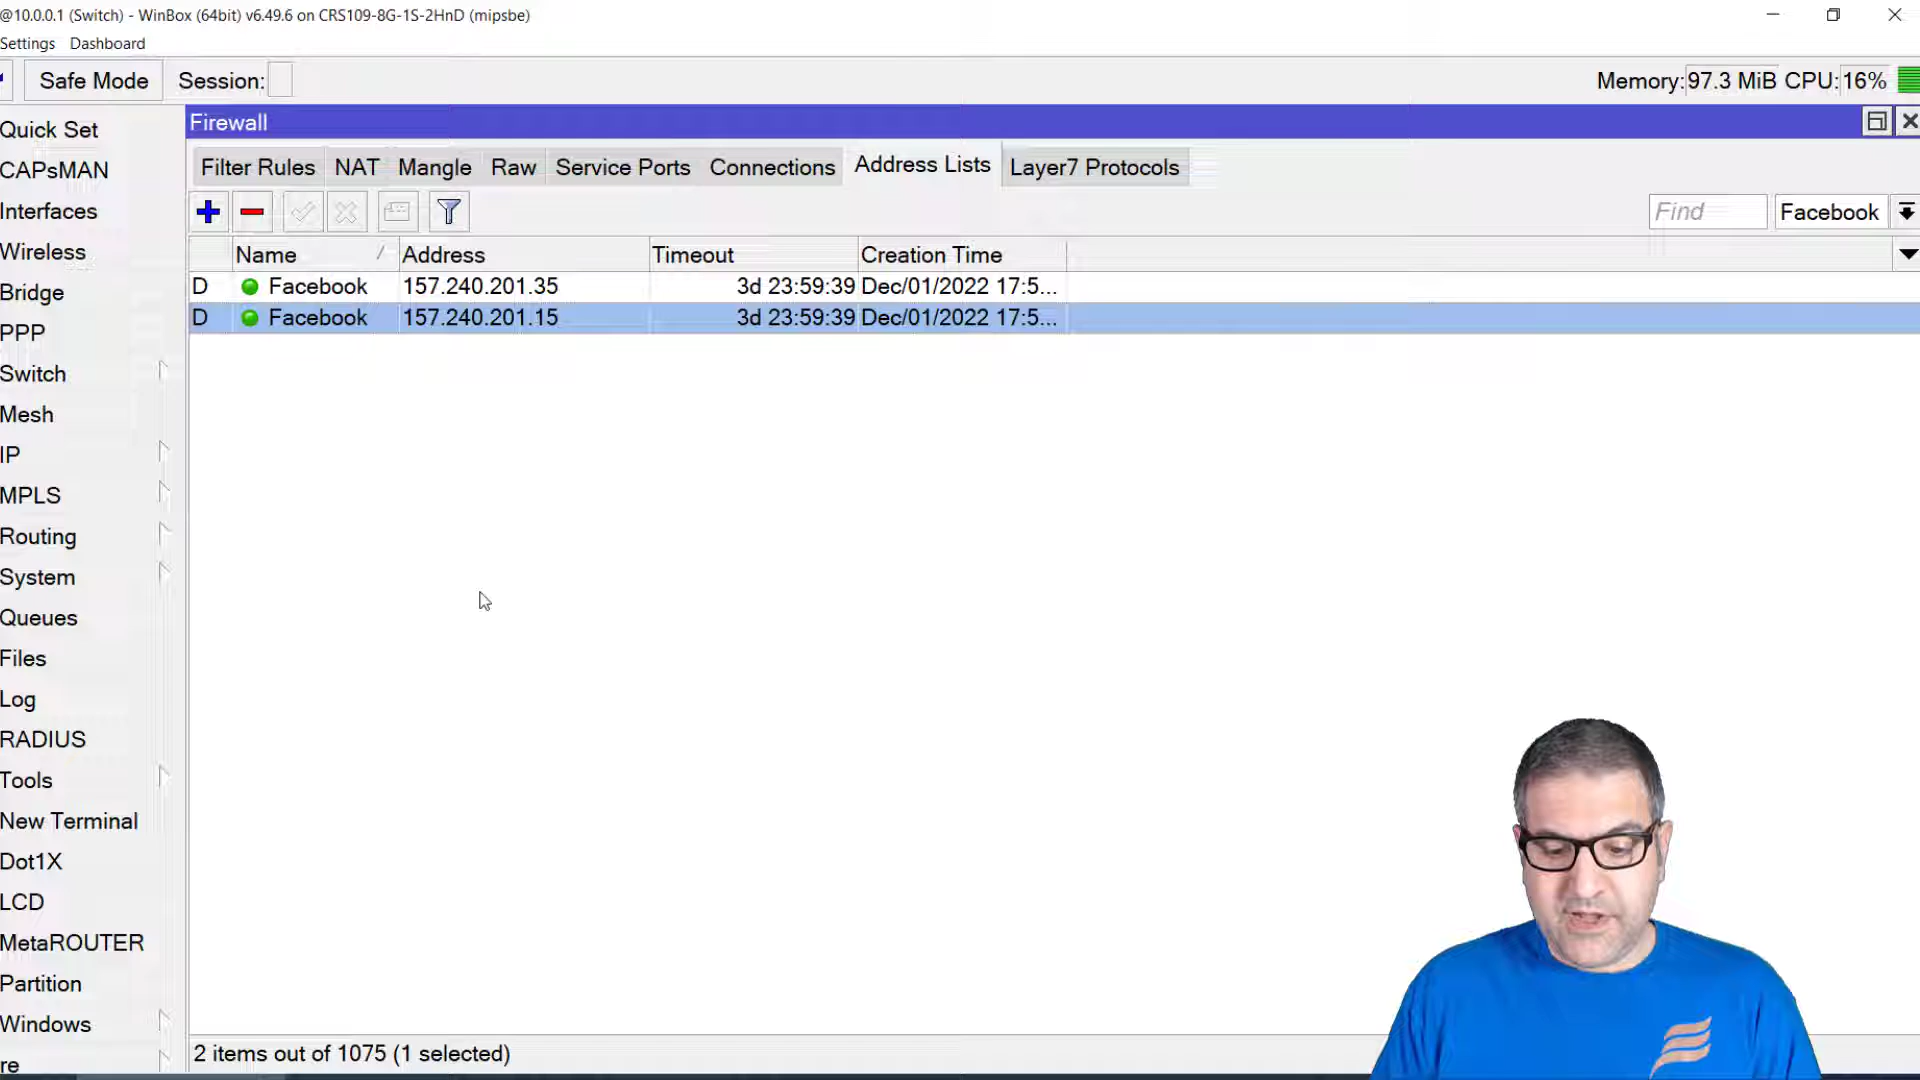 @10.0.0.1 (Switch) - WinBox (64bit) v6.49.6 on CRS109-8G-1S-2HnD (mipsbe)
Settings Dashboard
Safe Mode Session: Memory: 97.3 MiB CPU: 16%
Quick Set
CAPsMAN
Interfaces
Wireless
Bridge
PPP
Switch
Mesh
IP
MPLS
Routing
System
Queues
Files
Log
RADIUS
Tools
New Terminal
Dot1X
LCD
MetaROUTER
Partition
Windows
re
Firewall
Filter Rules NAT Mangle Raw Service Ports Connections Address Lists Layer7 Protocols
Find Facebook
Name Address Timeout Creation Time
D Facebook 157.240.201.35 3d 23:59:39 Dec/01/2022 17:5...
D Facebook 157.240.201.15 3d 23:59:39 Dec/01/2022 17:5...
2 items out of 1075 (1 selected)